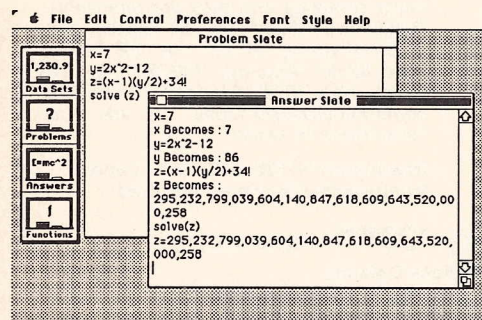 File Edit Control Preferences Font Style Help
Problem Slate
x=7
y=2x^2-12
z=(x-1)(y/2)+34!
solve (z)
1,230.9
Data Sets
?
Problems
E=mc^2
Answers
∫
Funotions
Answer Slate
x=7
x Becomes : 7
y=2x^2-12
y Becomes : 86
z=(x-1)(y/2)+34!
z Becomes :
295,232,799,039,604,140,847,618,609,643,520,00
0,258
solve(z)
z=295,232,799,039,604,140,847,618,609,643,520,
000,258